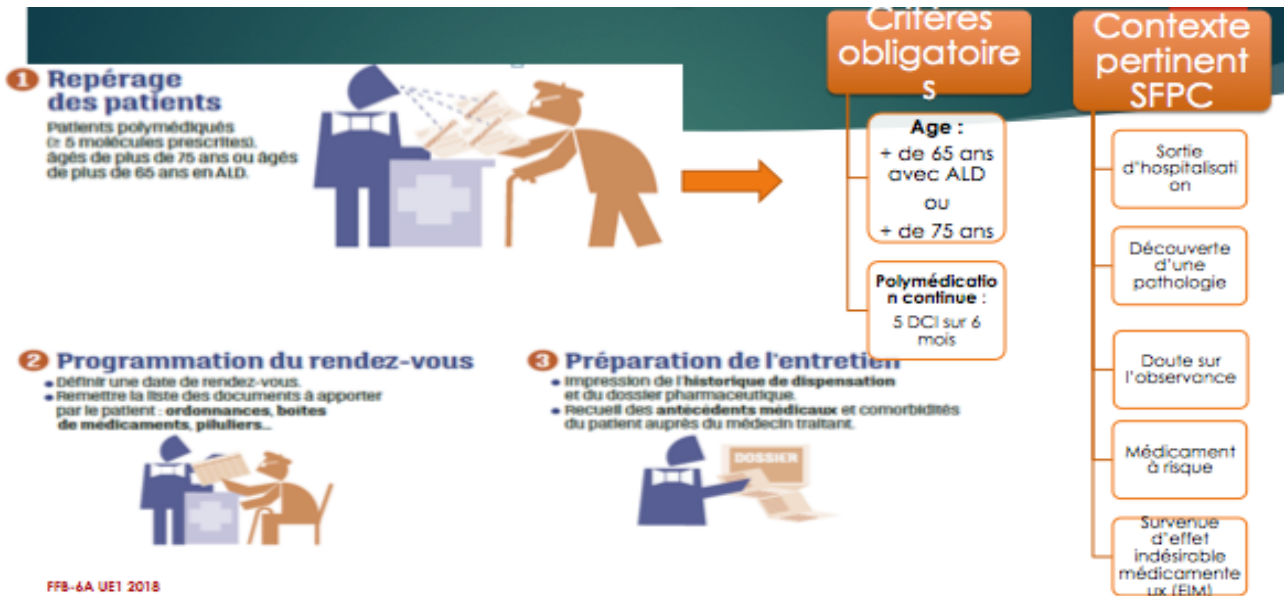 1 Repérage
des patients
Patients polymédiqués
(≥ 5 molécules prescrites),
âgés de plus de 75 ans ou âgés
de plus de 65 ans en ALD.
Critères
obligatoire
s
Age :
+ de 65 ans
avec ALD
ou
+ de 75 ans
Polymédicatio
n continue :
5 DCI sur 6
mois
Contexte
pertinent
SFPC
Sortie
d'hospitalisati
on
Découverte
d'une
pathologie
Doute sur
l'observance
Médicament
à risque
Survenue
d'effet
indésirable
médicamente
ux (EIM)
2 Programmation du rendez-vous
• Définir une date de rendez-vous.
• Remettre la liste des documents à apporter
par le patient : ordonnances, boîtes
de médicaments, piluliers...
3 Préparation de l'entretien
• Impression de l'historique de dispensation
et du dossier pharmaceutique.
• Recueil des antécédents médicaux et comorbidités
du patient auprès du médecin traitant.
DOSSIER
FFB-6A UE1 2018